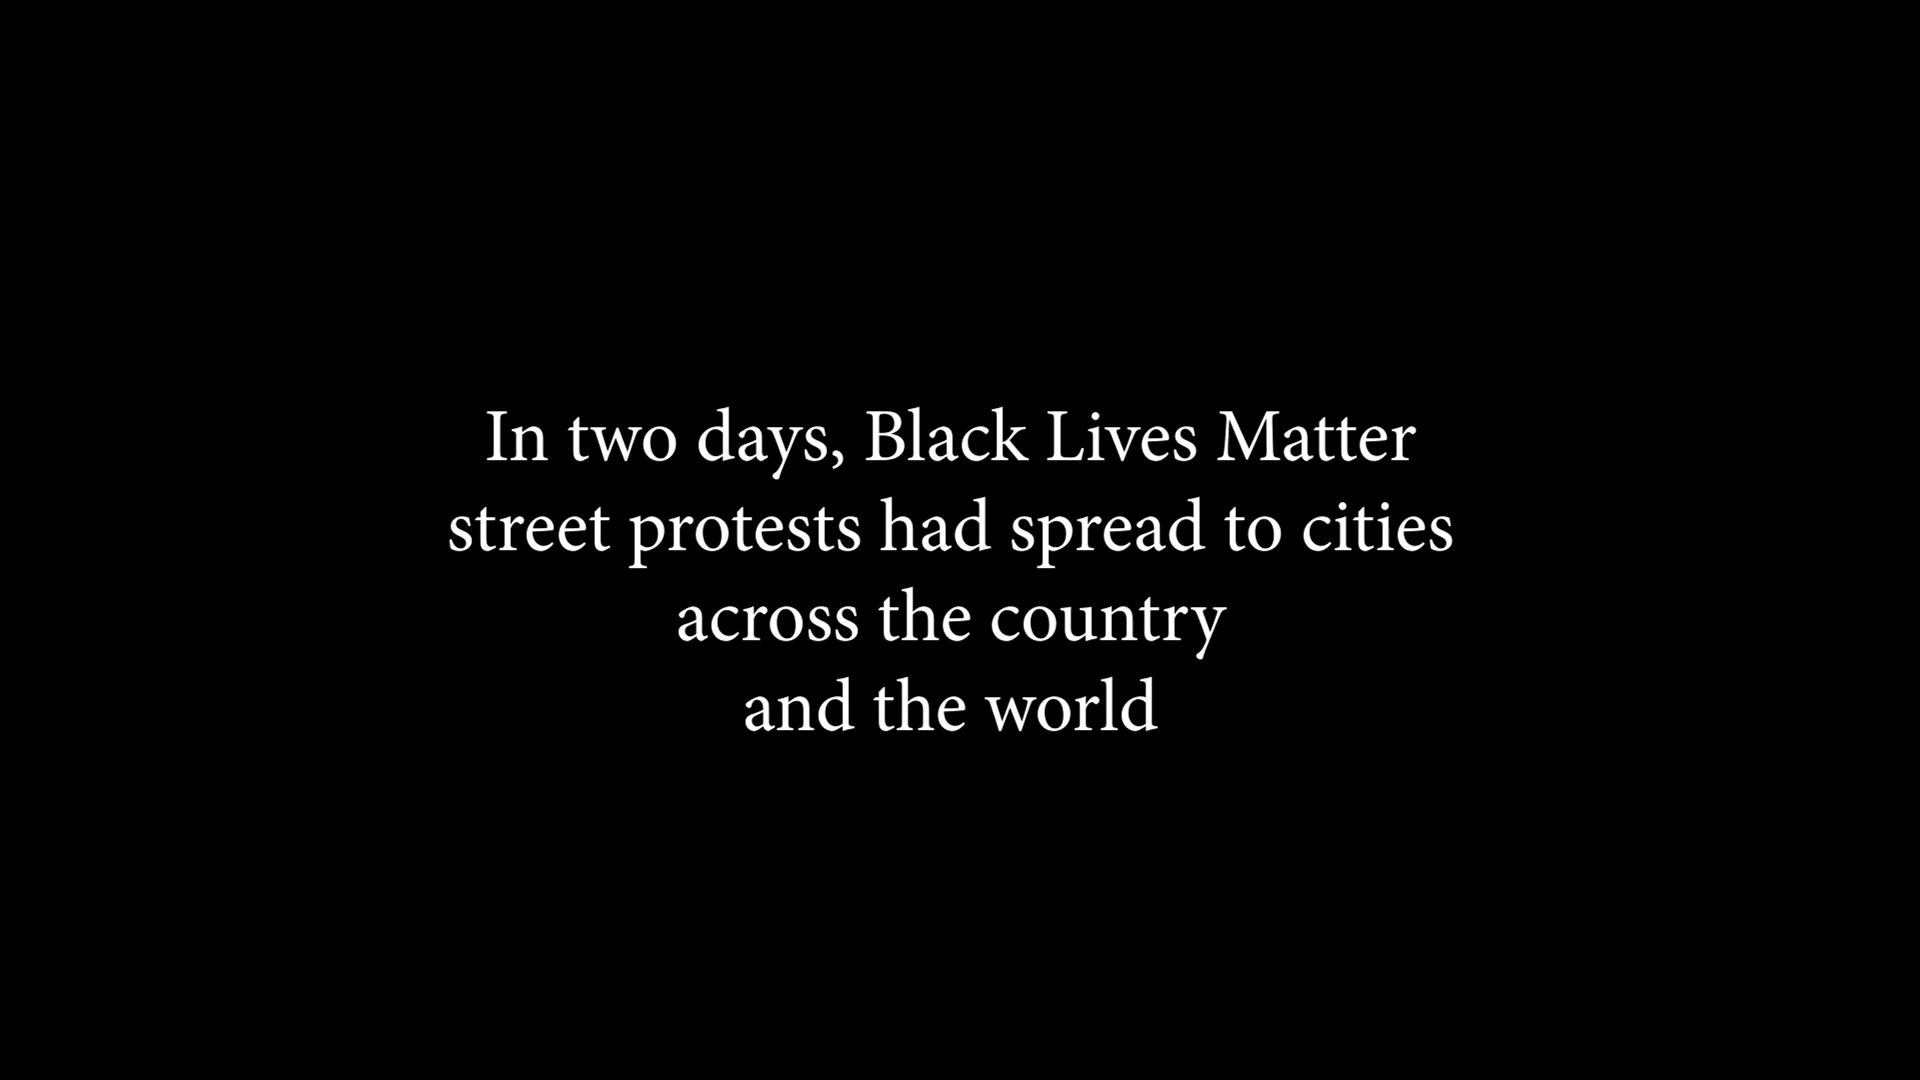 In two days, Black Lives Matter
street protests had spread to cities
across the country
and the world